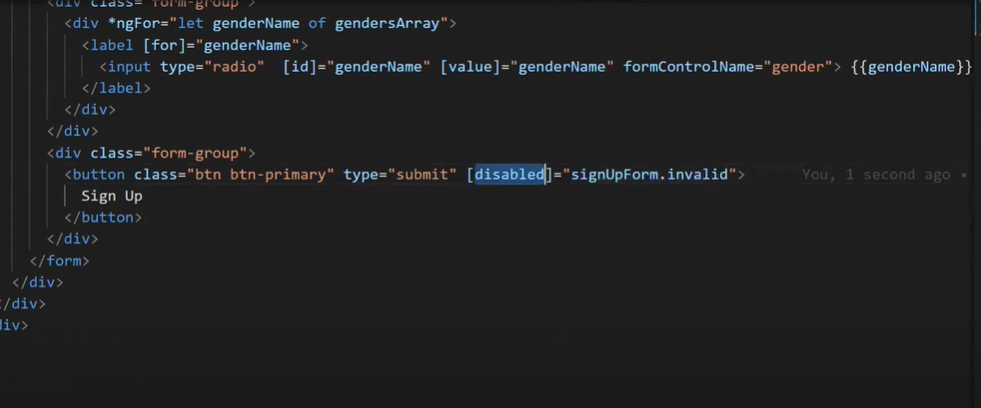 <div class="form-group">
<div *ngFor="let genderName of gendersArray">
<label [for]="genderName">
<input type="radio"  [id]="genderName" [value]="genderName" formControlName="gender"> {{genderName}}
</label>
</div>
</div>
<div class="form-group">
<button class="btn btn-primary" type="submit" [disabled]="signUpForm.invalid"> You, 1 second ago •
Sign Up
</button>
</div>
</form>
</div>
</div>
div>